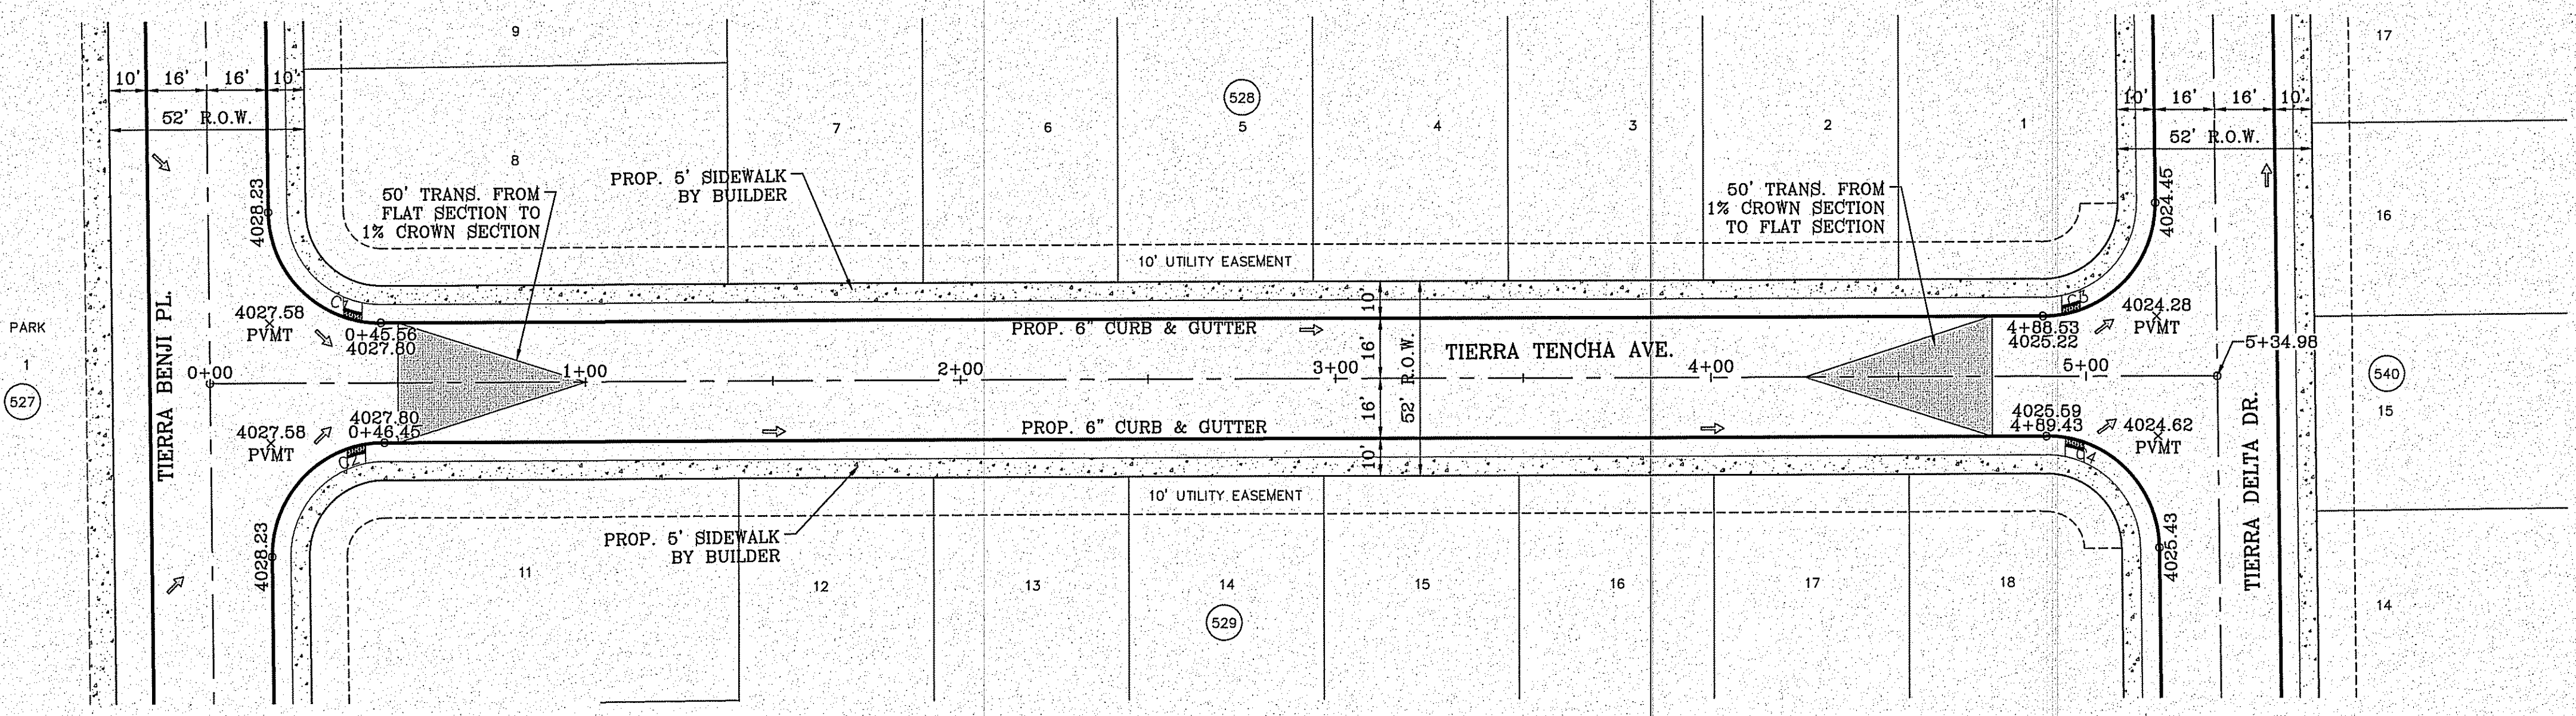 9
17
10' 16' 16' 10'
52' R.O.W.
528
7
6
5
4
3
2
1
10' 16' 16' 10'
52' R.O.W.
8
50' TRANS. FROM
FLAT SECTION TO
1% CROWN SECTION
PROP. 5' SIDEWALK
BY BUILDER
50' TRANS. FROM
1% CROWN SECTION
TO FLAT SECTION
16
4028.23
4024.45
10' UTILITY EASEMENT
TIERRA BENJI PL.
PARK
1
527
4027.58
PVMT
0+45.56
4027.80
PROP. 6" CURB & GUTTER
10'
16'
16'
10'
52' R.O.W.
TIERRA TENCHA AVE.
C3
4+88.53
4025.22
4024.28
PVMT
5+34.98
0+00
1+00
2+00
3+00
4+00
5+00
540
15
4027.80
0+46.45
4027.58
PVMT
PROP. 6" CURB & GUTTER
4025.59
4+89.43
4024.62
PVMT
C4
TIERRA DELTA DR.
10' UTILITY EASEMENT
PROP. 5' SIDEWALK
BY BUILDER
4028.23
4025.43
11
12
13
14
15
16
17
18
529
14